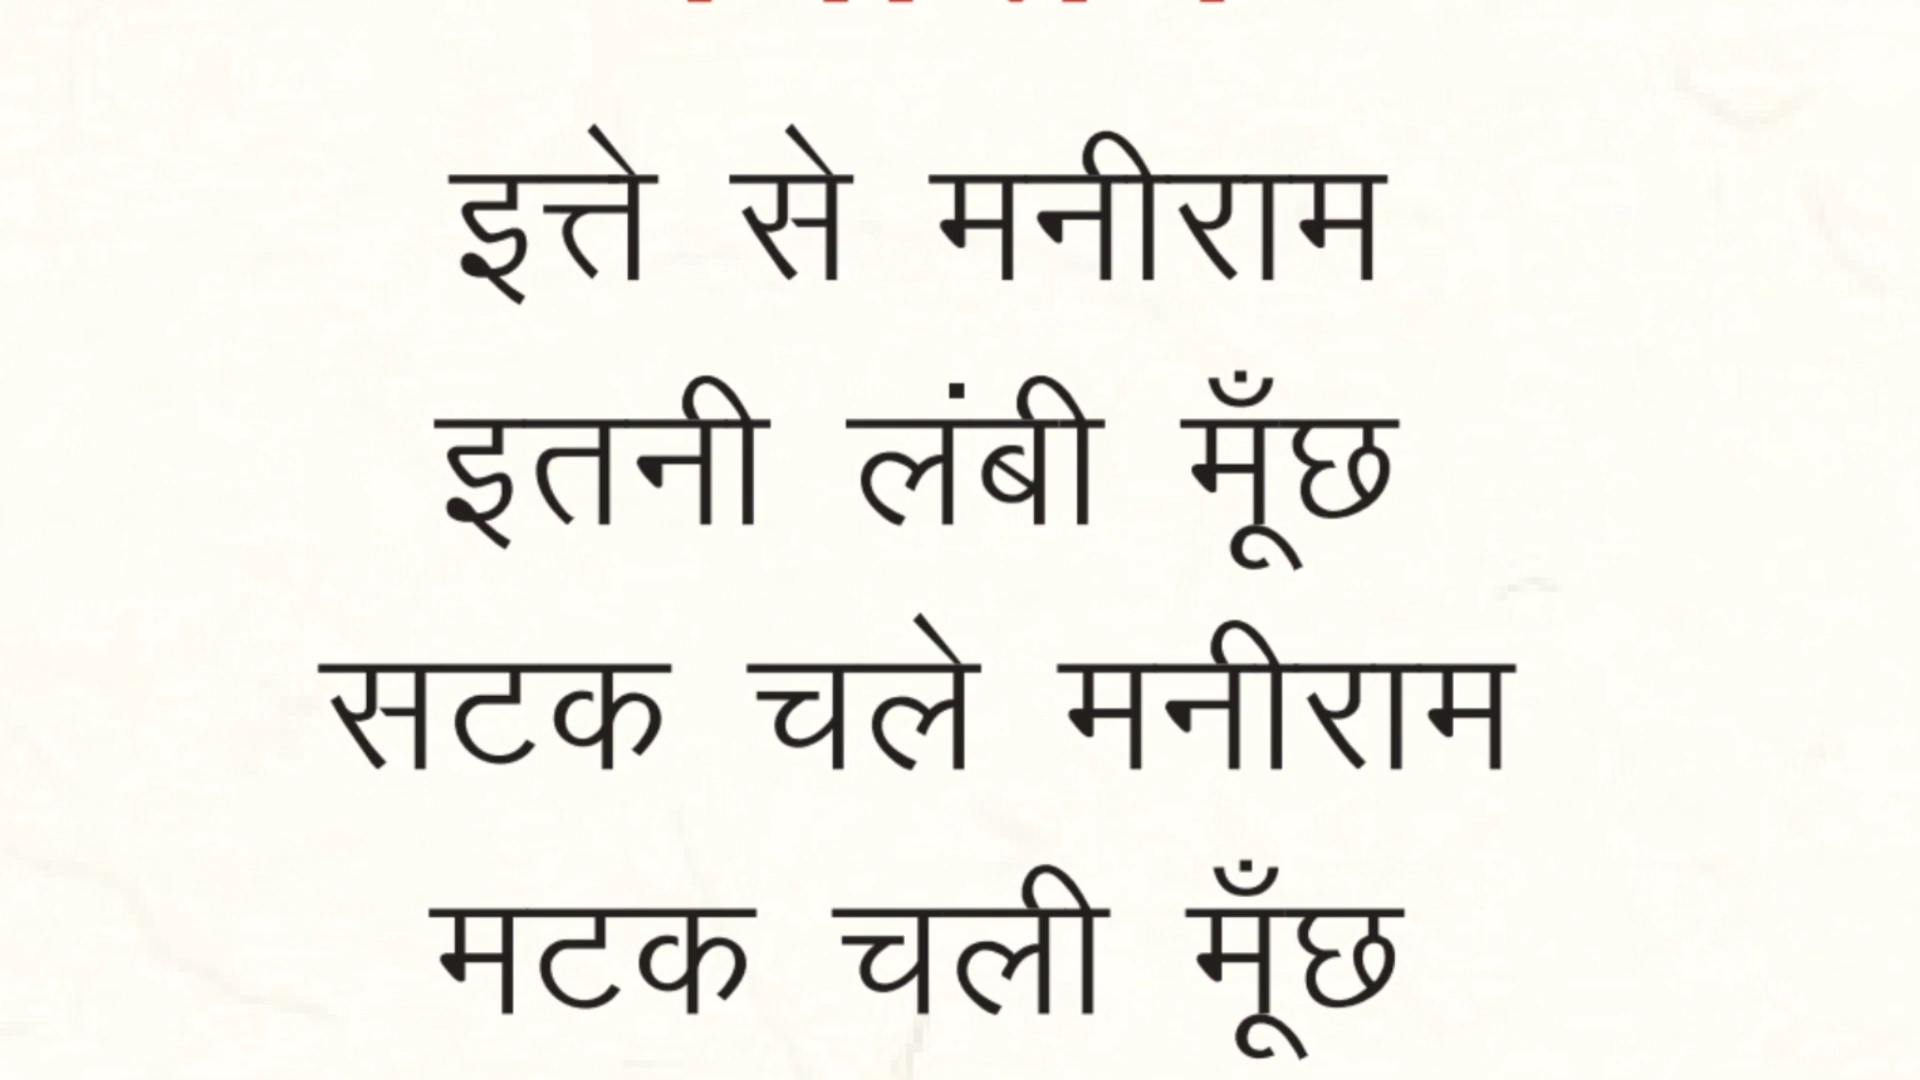 इत्ते से मनीराम
इतनी लंबी मूँछ
सटक चले मनीराम
मटक चली मूँछ